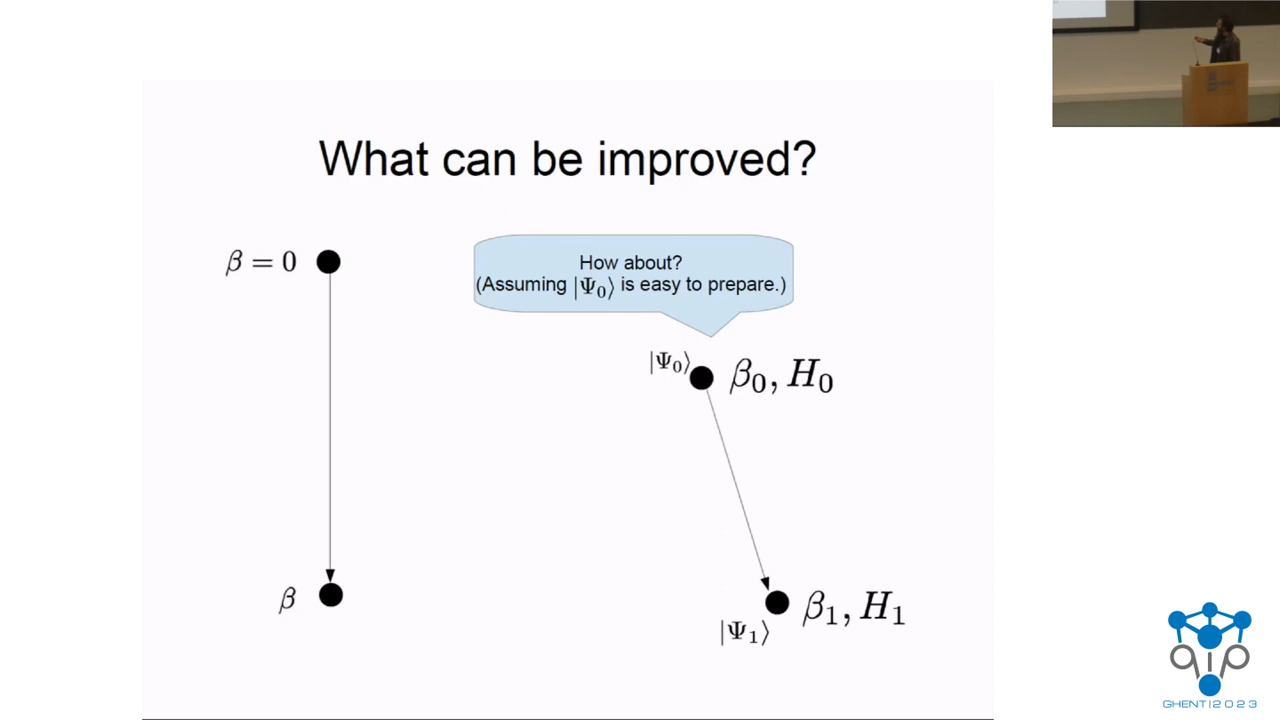 What can be improved?
β = 0
How about?
(Assuming |Ψ₀⟩ is easy to prepare.)
|Ψ₀⟩
β₀, H₀
β
β₁, H₁
|Ψ₁⟩
qip
GHENT|2023